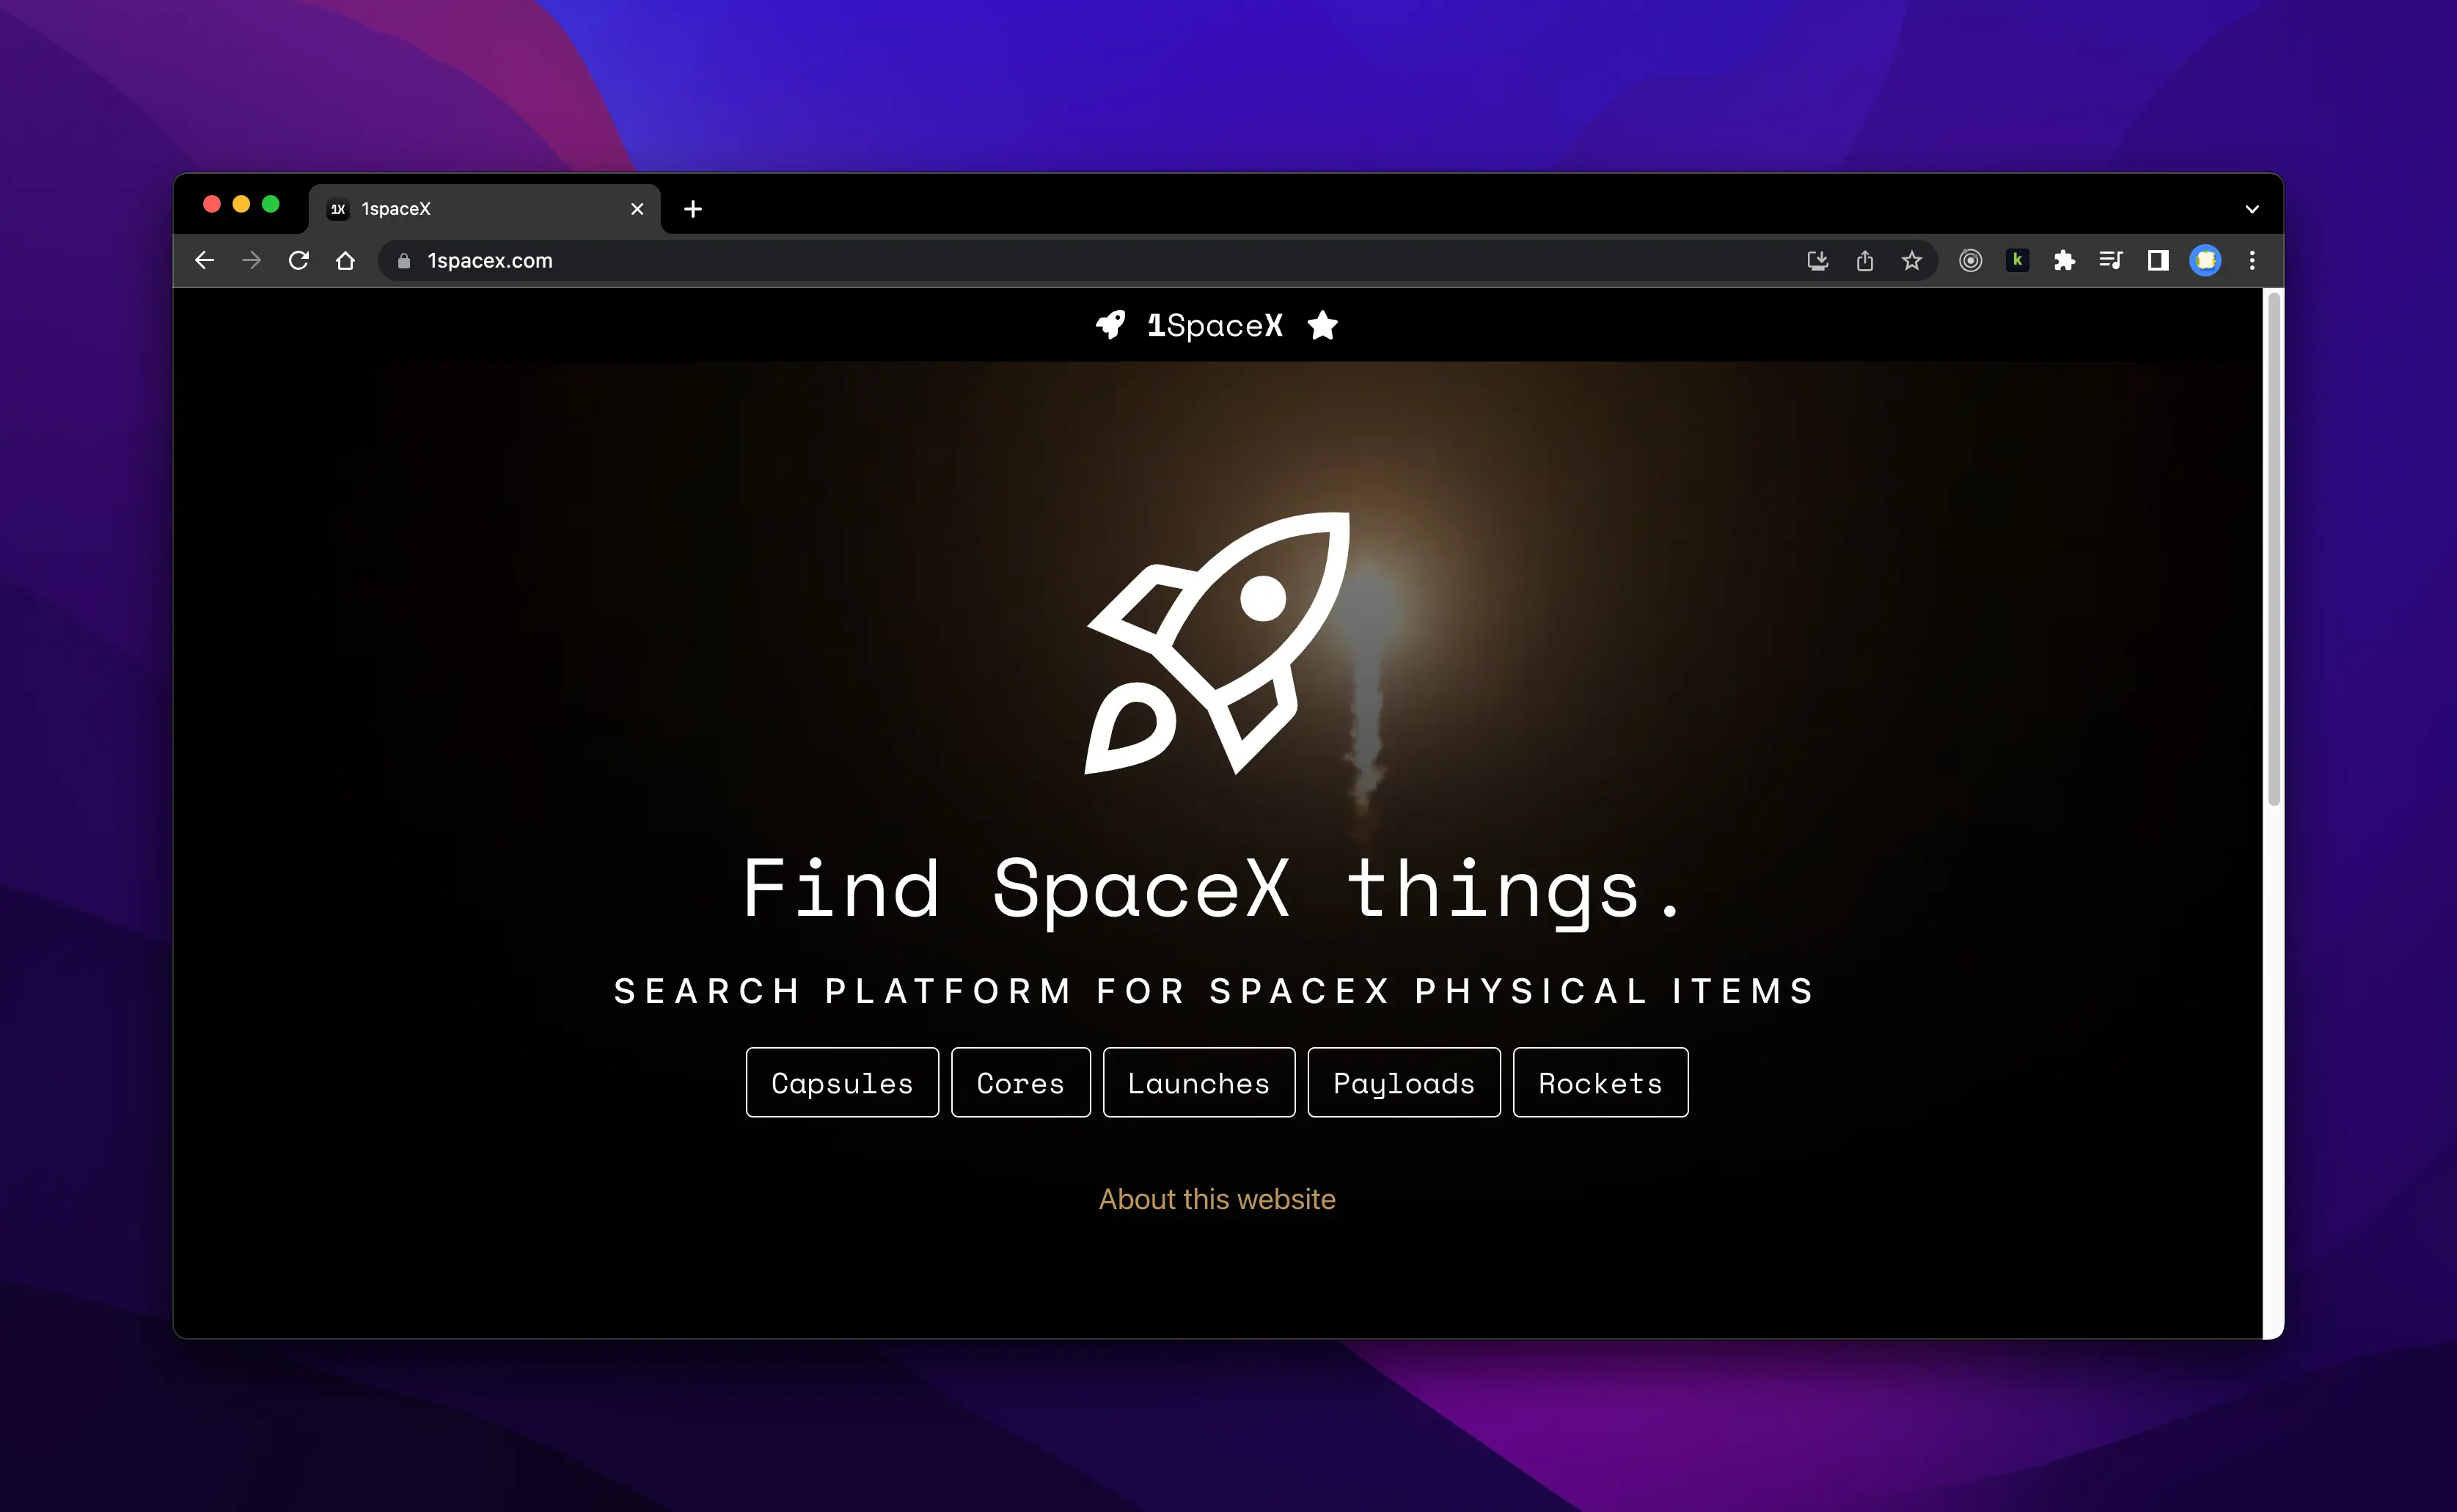 1X 1spaceX
1spacex.com
k
1SpaceX
Find SpaceX things.
SEARCH PLATFORM FOR SPACEX PHYSICAL ITEMS
Capsules Cores Launches Payloads Rockets
About this website